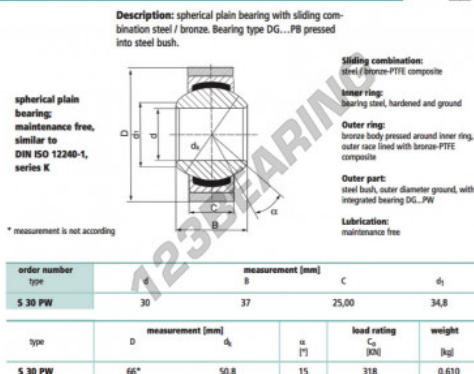 Description: spherical plain bearing with sliding com-
bination steel / bronze. Bearing type DG...PB pressed
into steel bush.
spherical plain
bearing;
maintenance free,
similar to
DIN ISO 12240-1,
series K
* measurement is not according
D
d₁
d
dₖ
C
B
α
Sliding combination:
steel / bronze-PTFE composite
Inner ring:
bearing steel, hardened and ground
Outer ring:
bronze body pressed around inner ring,
outer race lined with bronze-PTFE
composite
Outer part:
steel bush, outer diameter ground, with
integrated bearing DG...PW
Lubrication:
maintenance free
123BEARING
order number measurement [mm]
type d B C d₁
S 30 PW 30 37 25,00 34,8
measurement [mm] load rating weight
type D dₖ α C₀
[°] [KN] [kg]
S 30 PW 66* 50,8 15 318 0,610